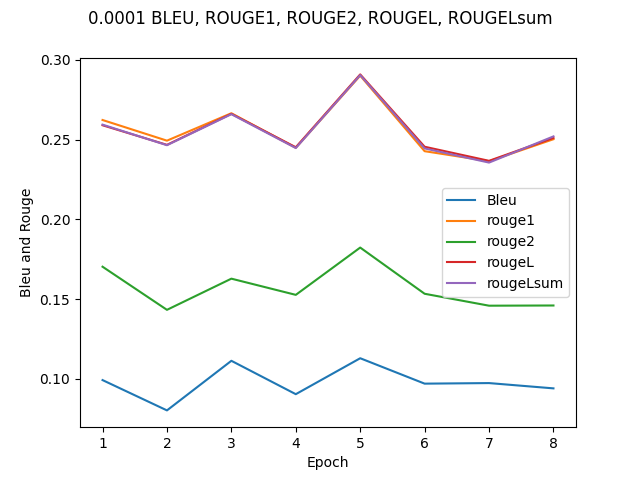 0.0001 BLEU, ROUGE1, ROUGE2, ROUGEL, ROUGELsum
0.30
0.25
0.20
0.15
0.10
Bleu and Rouge
Bleu
rouge1
rouge2
rougeL
rougeLsum
1 2 3 4 5 6 7 8
Epoch